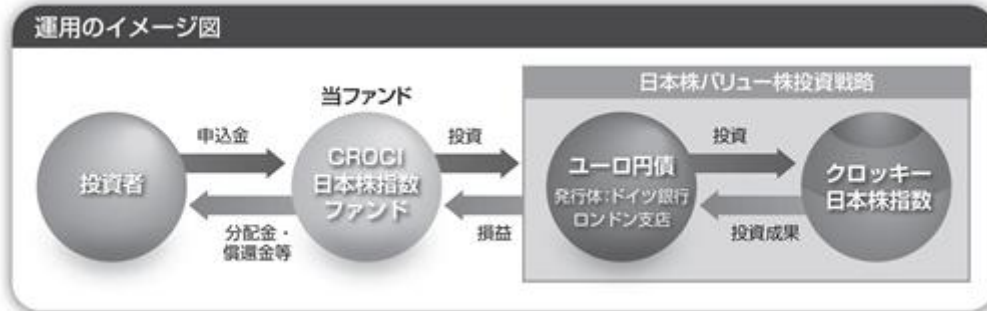 運用のイメージ図
日本株バリュー株投資戦略
当ファンド
申込金
投資
投資
投資者
CROCI
日本株指数
ファンド
ユーロ円債
発行体:ドイツ銀行
ロンドン支店
クロッキー
日本株指数
分配金・
償還金等
損益
投資成果